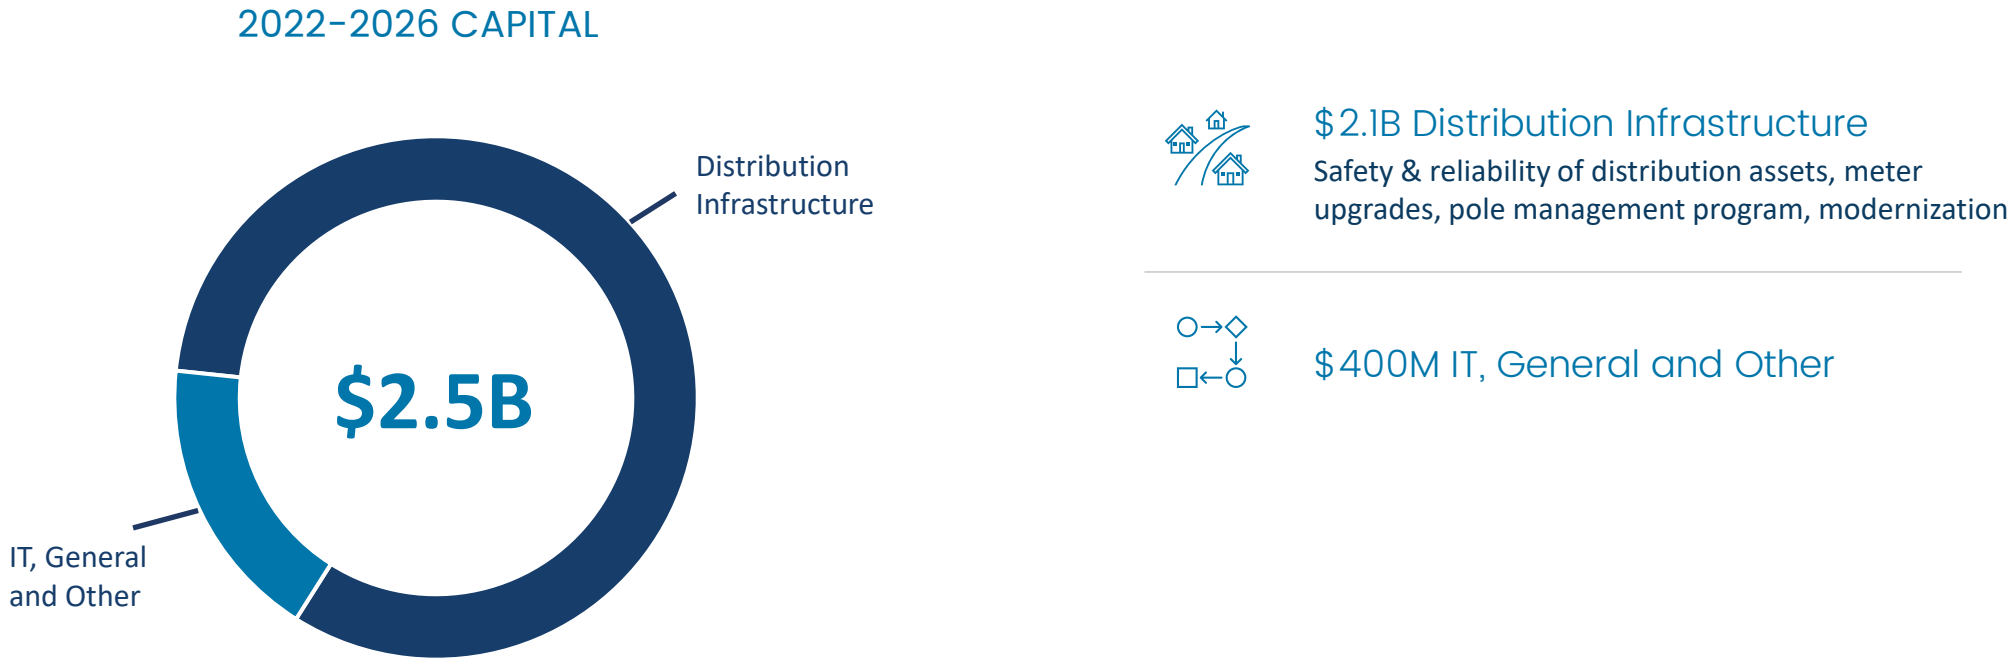 2022-2026 CAPITAL
Distribution
Infrastructure
$2.5B
IT, General
and Other
$2.1B Distribution Infrastructure
Safety & reliability of distribution assets, meter
upgrades, pole management program, modernization
$400M IT, General and Other